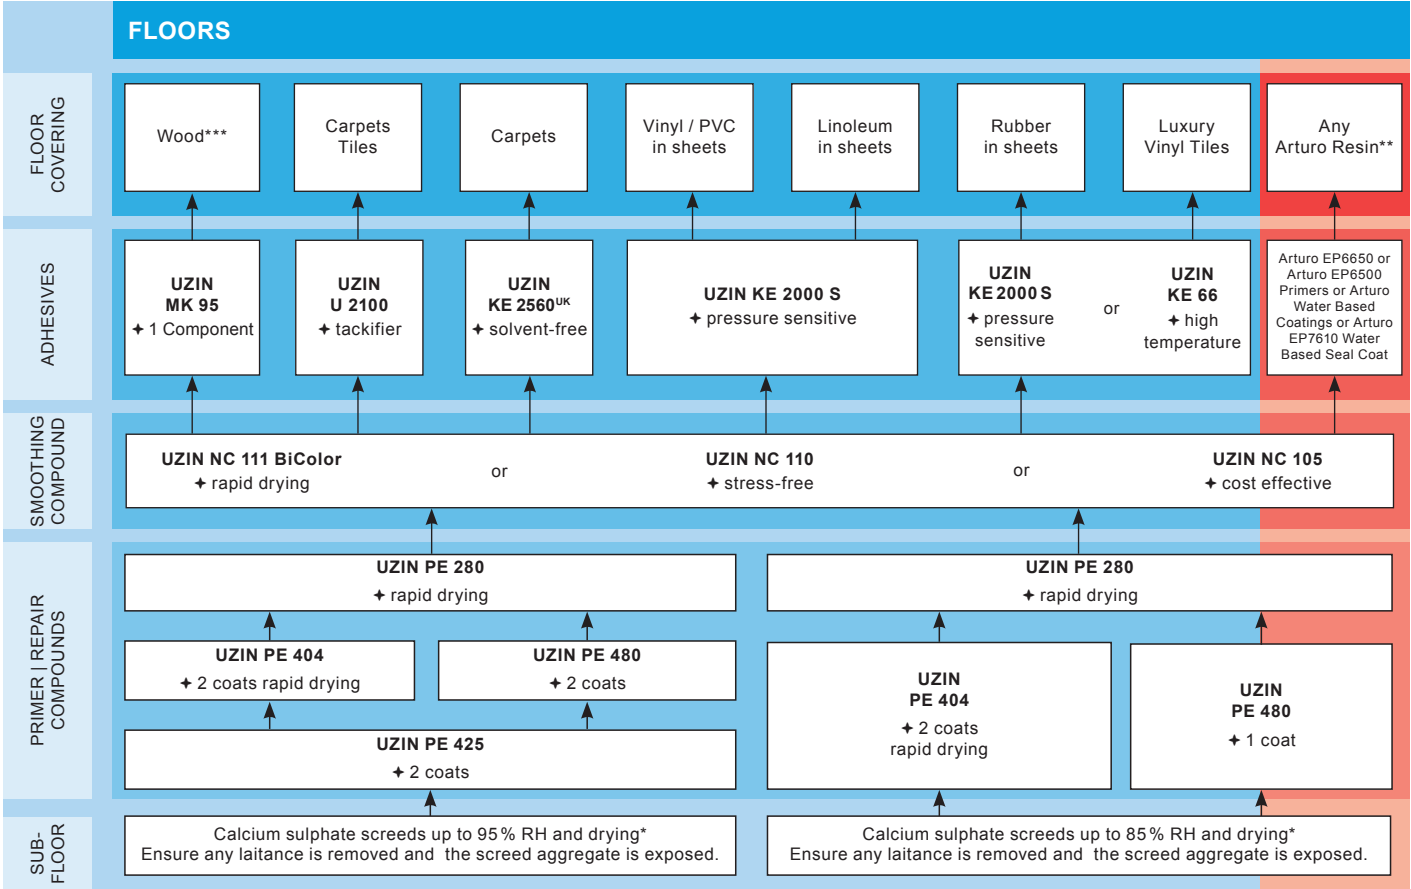 FLOORS
FLOOR
COVERING
Wood***
Carpets
Tiles
Carpets
Vinyl / PVC
in sheets
Linoleum
in sheets
Rubber
in sheets
Luxury
Vinyl Tiles
Any
Arturo Resin**
ADHESIVES
UZIN
MK 95
✦ 1 Component
UZIN
U 2100
✦ tackifier
UZIN
KE 2560UK
✦ solvent-free
UZIN KE 2000 S
✦ pressure sensitive
UZIN
KE 2000 S
✦ pressure
sensitive
or
UZIN
KE 66
✦ high
temperature
Arturo EP6650 or
Arturo EP6500
Primers or Arturo
Water Based
Coatings or Arturo
EP7610 Water
Based Seal Coat
SMOOTHING
COMPOUND
UZIN NC 111 BiColor
✦ rapid drying
or
UZIN NC 110
✦ stress-free
or
UZIN NC 105
✦ cost effective
PRIMER | REPAIR
COMPOUNDS
UZIN PE 280
✦ rapid drying
UZIN PE 280
✦ rapid drying
UZIN PE 404
✦ 2 coats rapid drying
UZIN PE 480
✦ 2 coats
UZIN
PE 404
✦ 2 coats
rapid drying
UZIN
PE 480
✦ 1 coat
UZIN PE 425
✦ 2 coats
SUB-
FLOOR
Calcium sulphate screeds up to 95 % RH and drying*
Ensure any laitance is removed and the screed aggregate is exposed.
Calcium sulphate screeds up to 85 % RH and drying*
Ensure any laitance is removed and the screed aggregate is exposed.